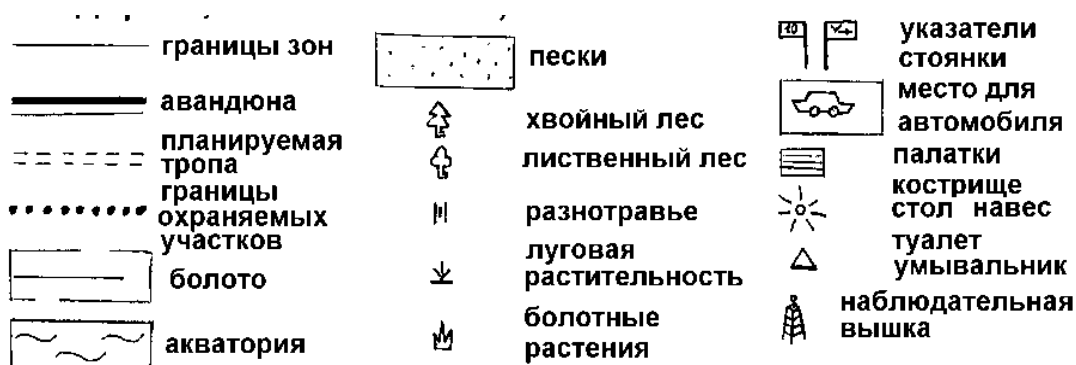 границы зон
авандюна
планируемая
тропа
границы
охраняемых
участков
болото
акватория
пески
хвойный лес
лиственный лес
разнотравье
луговая
растительность
болотные
растения
10
указатели
стоянки
место для
автомобиля
палатки
кострище
стол навес
туалет
умывальник
наблюдательная
вышка